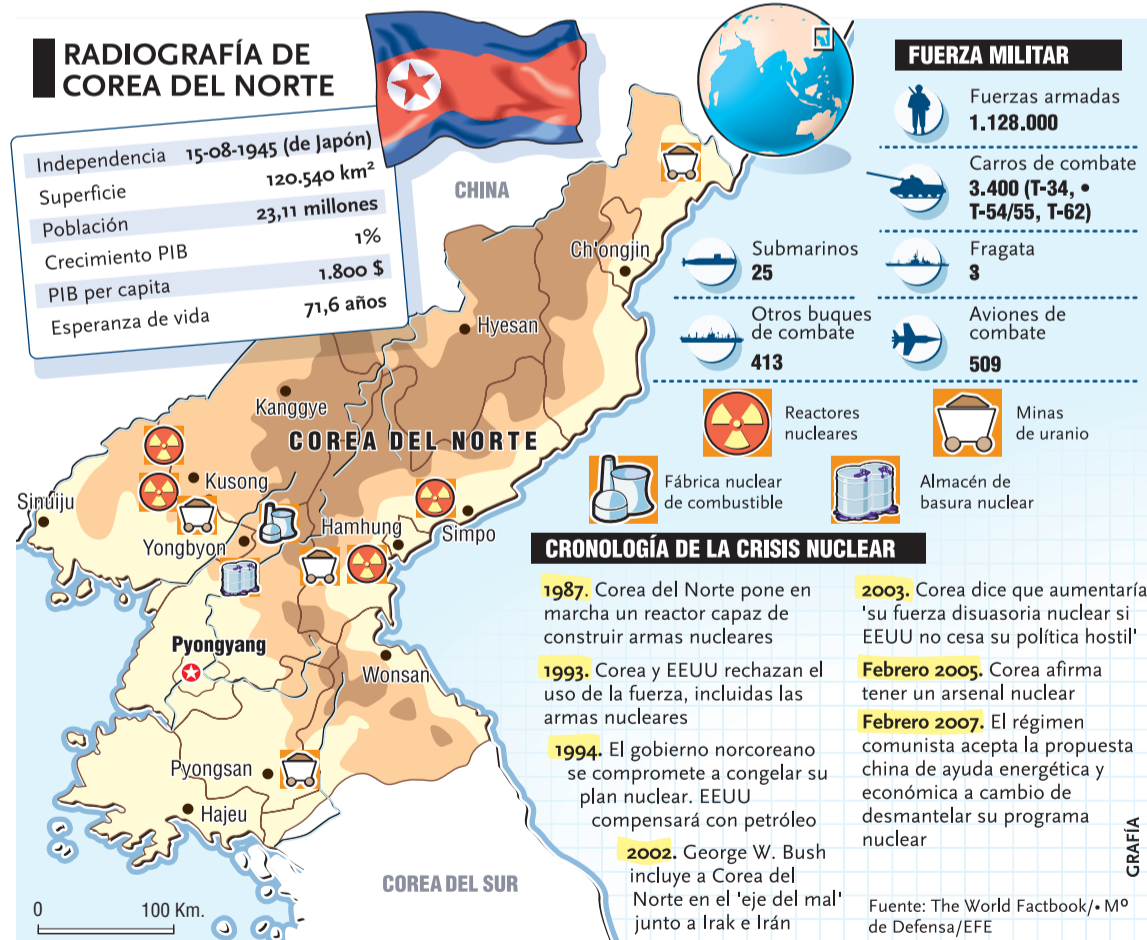 RADIOGRAFÍA DE
COREA DEL NORTE
Independencia 15-08-1945 (de Japón)
Superficie 120.540 km²
Población 23,11 millones
Crecimiento PIB 1%
PIB per capita 1.800 $
Esperanza de vida 71,6 años
CHINA
Ch'ongjin
Hyesan
Kanggye
COREA DEL NORTE
Kusong
Sinuiju
Yongbyon
Hamhung
Simpo
Pyongyang
Wonsan
Pyongsan
Hajeu
COREA DEL SUR
0 100 Km.
FUERZA MILITAR
Fuerzas armadas
1.128.000
Carros de combate
3.400 (T-34, •
T-54/55, T-62)
Submarinos
25
Fragata
3
Otros buques
de combate
413
Aviones de
combate
509
Reactores
nucleares
Minas
de uranio
Fábrica nuclear
de combustible
Almacén de
basura nuclear
CRONOLOGÍA DE LA CRISIS NUCLEAR
1987. Corea del Norte pone en
marcha un reactor capaz de
construir armas nucleares
1993. Corea y EEUU rechazan el
uso de la fuerza, incluidas las
armas nucleares
1994. El gobierno norcoreano
se compromete a congelar su
plan nuclear. EEUU
compensará con petróleo
2002. George W. Bush
incluye a Corea del
Norte en el 'eje del mal'
junto a Irak e Irán
2003. Corea dice que aumentaría
'su fuerza disuasoria nuclear si
EEUU no cesa su política hostil'
Febrero 2005. Corea afirma
tener un arsenal nuclear
Febrero 2007. El régimen
comunista acepta la propuesta
china de ayuda energética y
económica a cambio de
desmantelar su programa
nuclear
Fuente: The World Factbook/• Mº
de Defensa/EFE
GRAFÍA